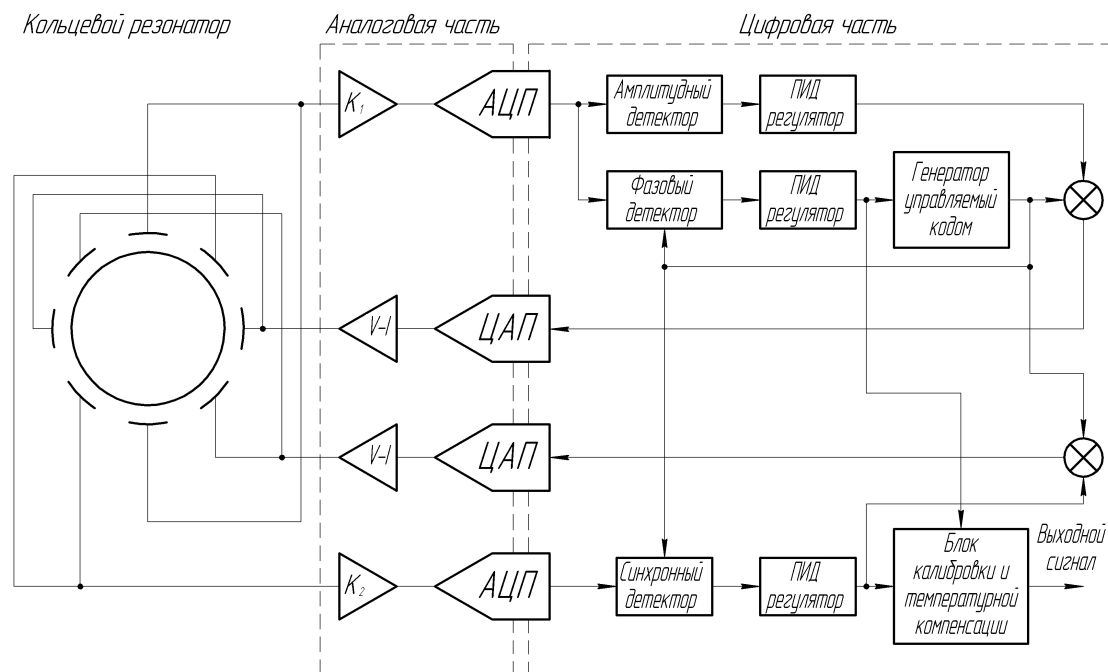 Кольцевой резонатор
Аналоговая часть
Цифровая часть
K1
АЦП
Амплитудный
детектор
ПИД
регулятор
Фазовый
детектор
ПИД
регулятор
Генератор
управляемый
кодом
V-I
ЦАП
V-I
ЦАП
K2
АЦП
Синхронный
детектор
ПИД
регулятор
Блок
калибровки и
температурной
компенсации
Выходной
сигнал